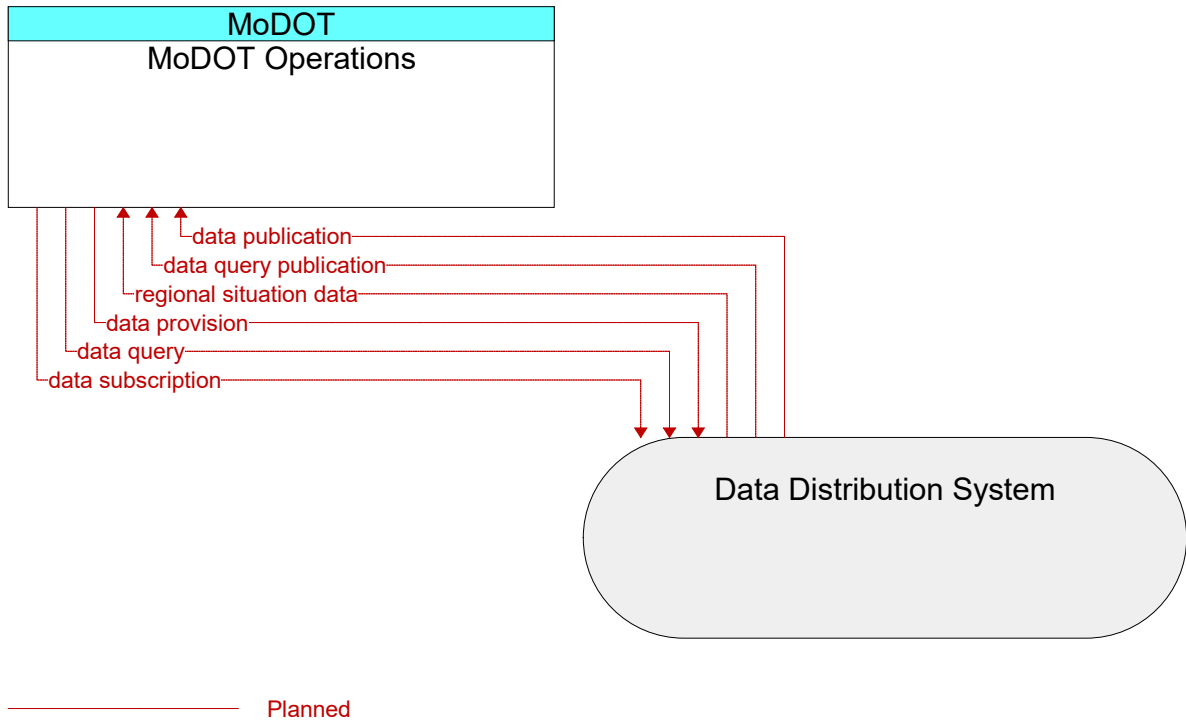 MoDOT
MoDOT Operations
data publication
data query publication
regional situation data
data provision
data query
data subscription
Data Distribution System
Planned